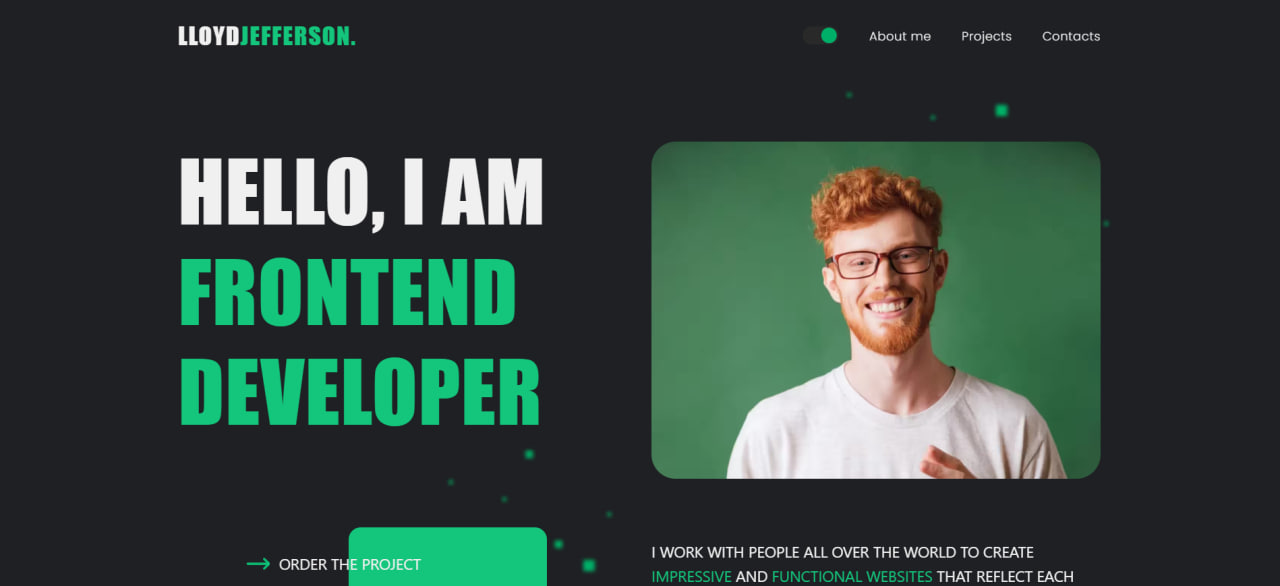 LLOYDJEFFERSON.
About me
Projects
Contacts
HELLO, I AM
FRONTEND
DEVELOPER
ORDER THE PROJECT
I WORK WITH PEOPLE ALL OVER THE WORLD TO CREATE
IMPRESSIVE AND FUNCTIONAL WEBSITES THAT REFLECT EACH